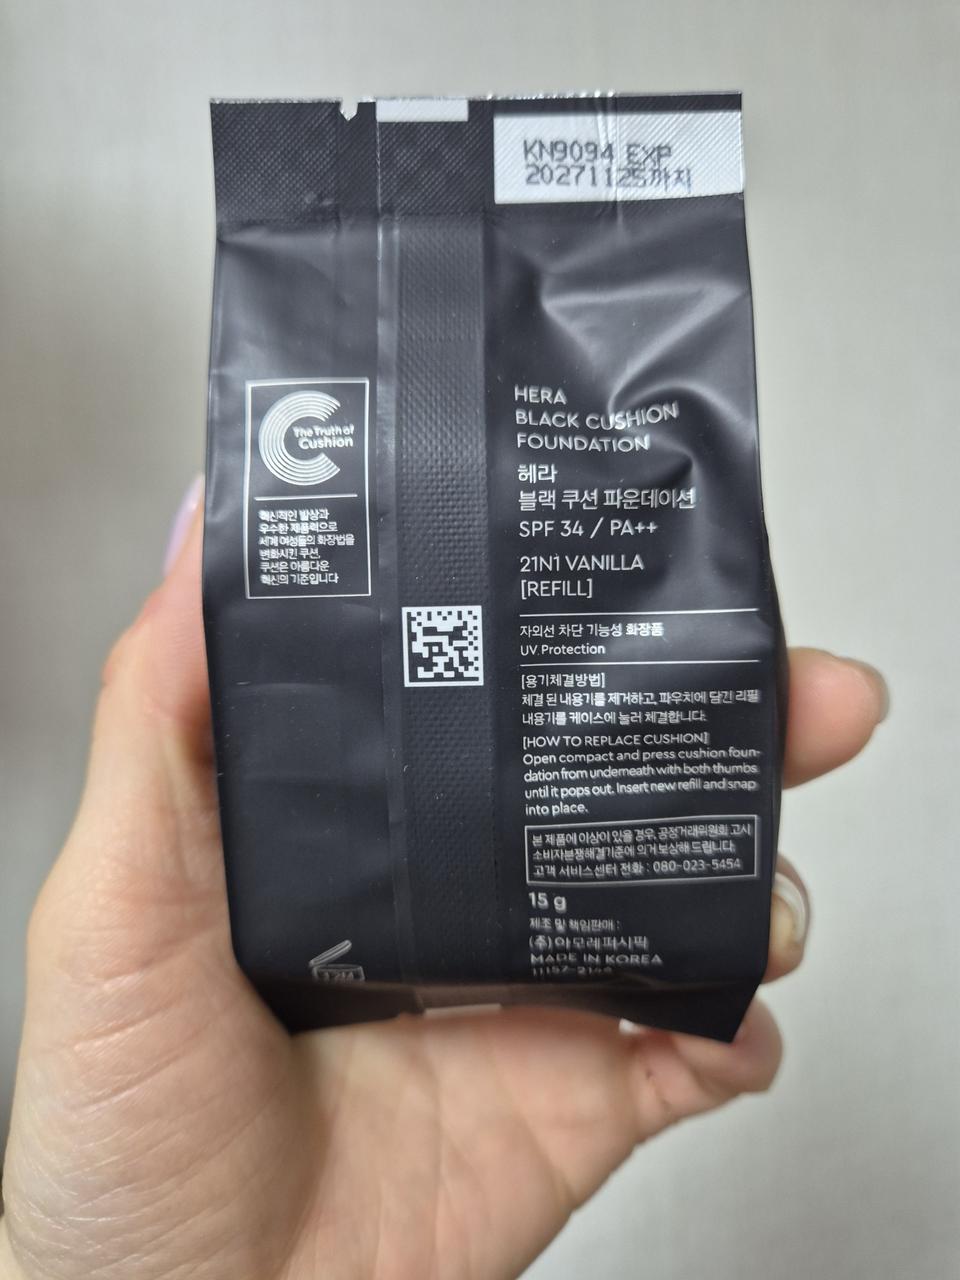 KN9094 EXP
20271125까지
The Truth of
Cushion
혁신적인 발상과
우수한 제품력으로
세계 여성들의 화장법을
변화시킨 쿠션,
쿠션은 아름다운
혁신의 기준입니다
HERA
BLACK CUSHION
FOUNDATION
헤라
블랙 쿠션 파운데이션
SPF 34 / PA++
21N1 VANILLA
[REFILL]
자외선 차단 기능성 화장품
UV Protection
[용기체결방법]
체결 된 내용기를 제거하고, 파우치에 담긴 리필
내용기를 케이스에 눌러 체결합니다.
[HOW TO REPLACE CUSHION]
Open compact and press cushion foun-
dation from underneath with both thumbs
until it pops out. Insert new refill and snap
into place.
본 제품에 이상이 있을 경우, 공정거래위원회 고시
소비자분쟁해결기준에 의거 보상해 드립니다.
고객 서비스센터 전화 : 080-023-5454
15 g
제조 및 책임판매 :
(주)아모레퍼시픽
MADE IN KOREA
12M